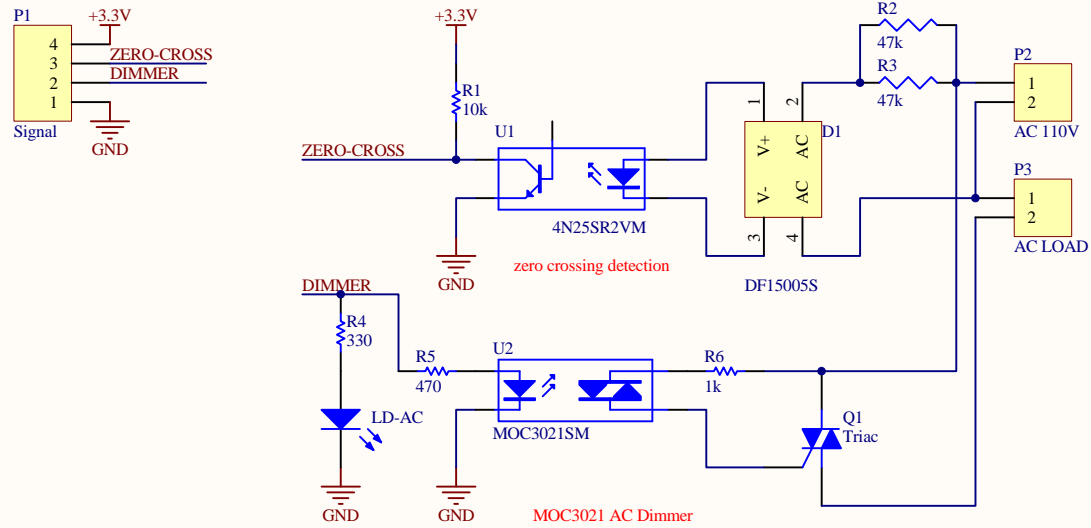 P1
+3.3V
4
3
2
1
ZERO-CROSS
DIMMER
Signal
GND
+3.3V
R1
10k
ZERO-CROSS
U1
4N25SR2VM
GND
zero crossing detection
1
2
V+
AC
V-
AC
3
4
D1
DF15005S
R2
47k
R3
47k
P2
1
2
AC 110V
P3
1
2
AC LOAD
DIMMER
R4
330
LD-AC
GND
R5
470
GND
U2
MOC3021SM
R6
1k
Q1
Triac
MOC3021 AC Dimmer